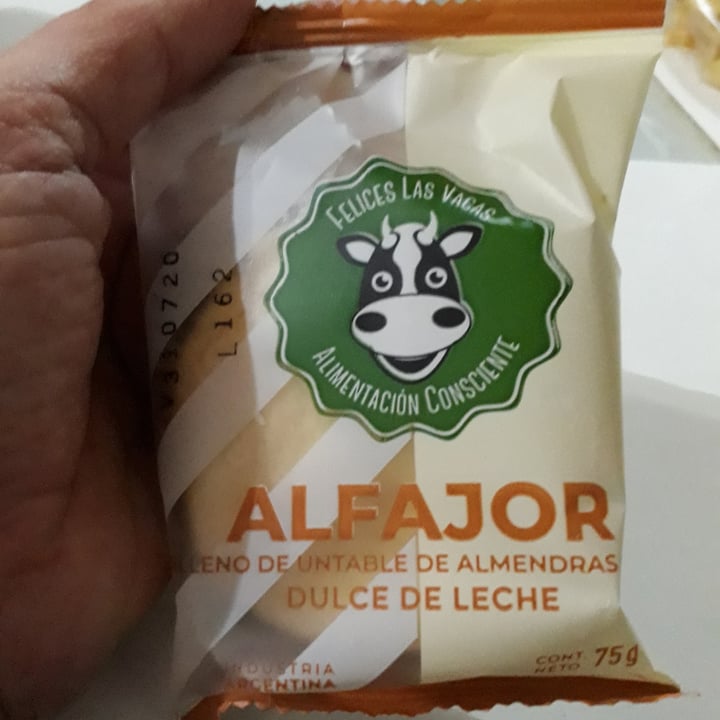 FELICES LAS VACAS
ALIMENTACIÓN CONSCIENTE
V310720
L162
ALFAJOR
LLENO DE UNTABLE DE ALMENDRAS
DULCE DE LECHE
INDUSTRIA
ARGENTINA
CONT.
NETO
75g